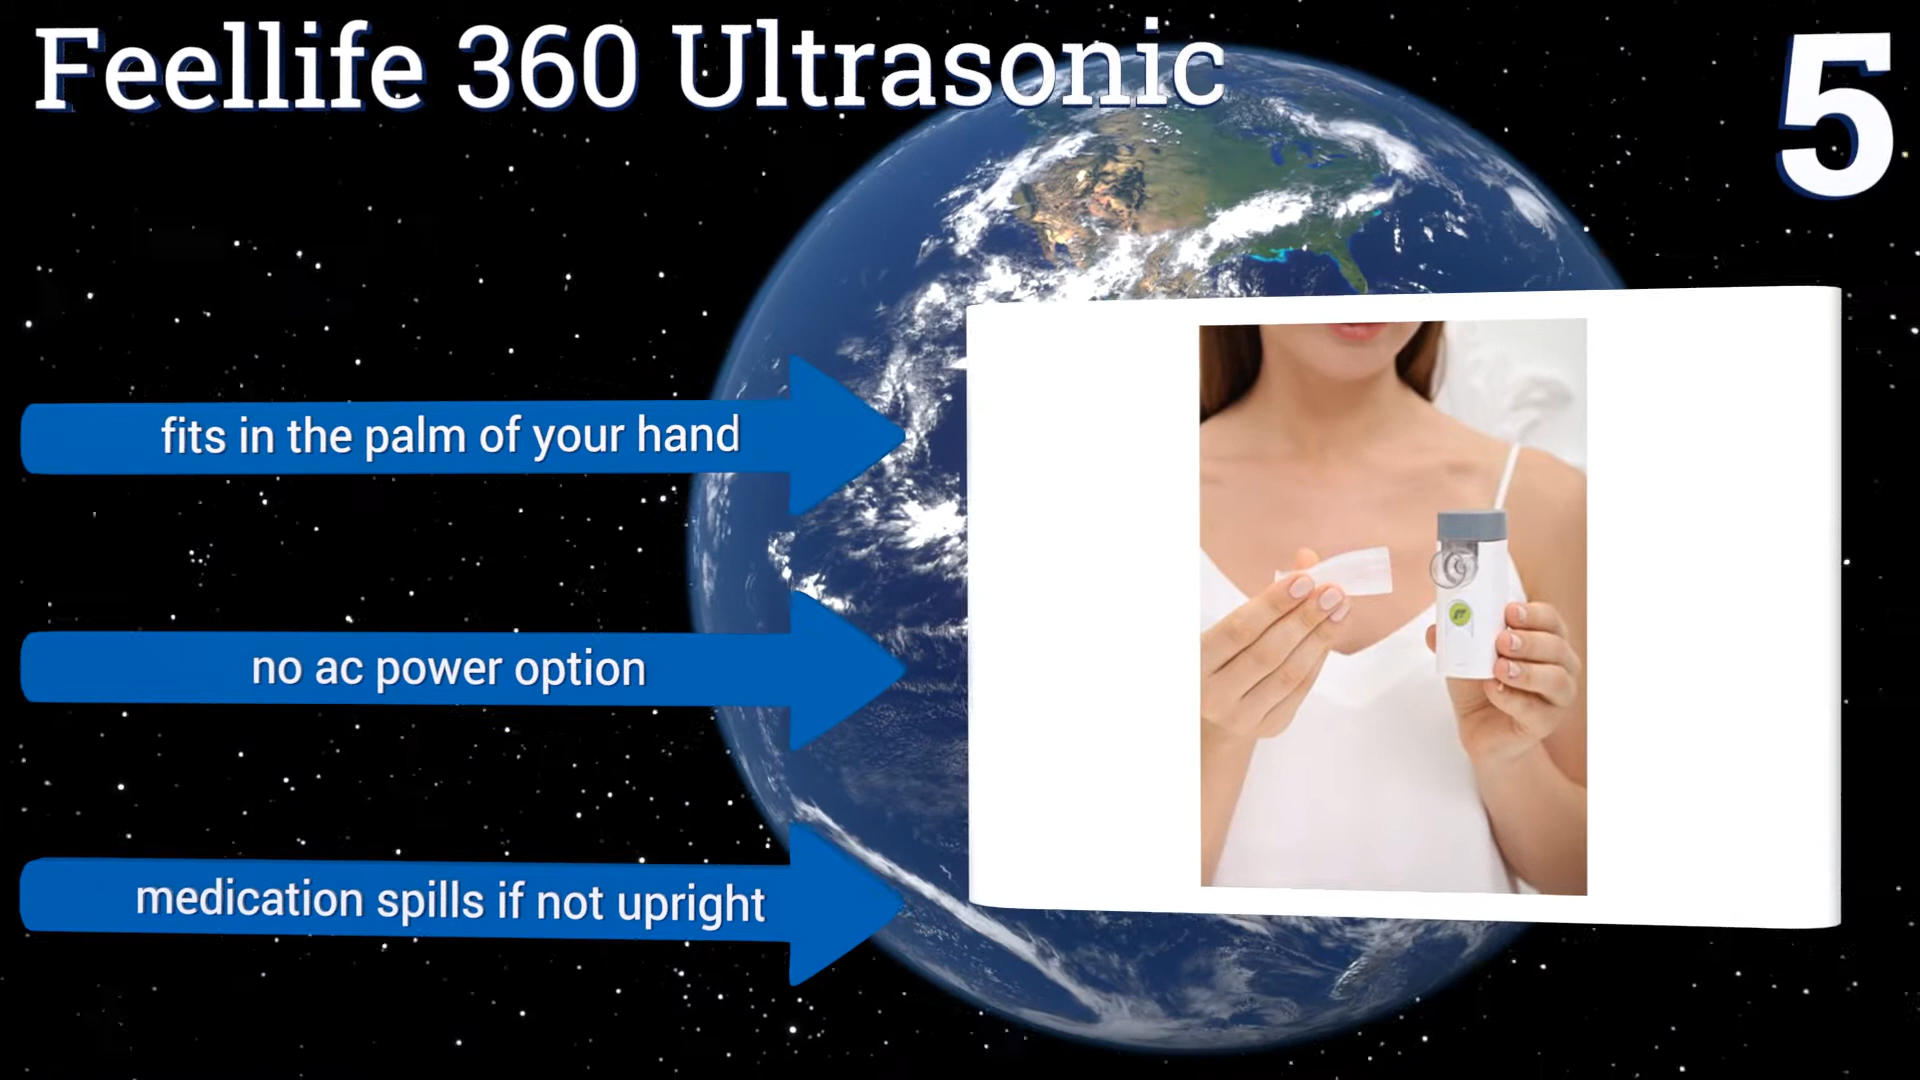 Feellife 360 Ultrasonic
5
fits in the palm of your hand
no ac power option
medication spills if not upright